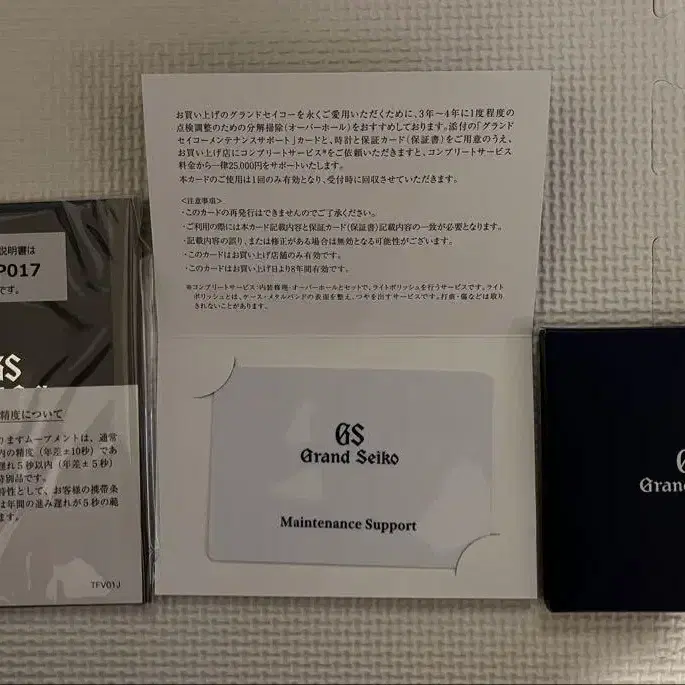 お買い上げのグランドセイコーを永くご愛用いただくために、3年～4年に1度程度の
点検調整のための分解掃除(オーバーホール)をおすすめしております。添付の「グランド
セイコーメンテナンスサポート」カードと、時計と保証カード(保証書)をご用意のうえ、
お買い上げ店にコンプリートサービス※をご依頼いただきますと、コンプリートサービス
料金から一律25,000円をサポートいたします。
本カードのご使用は1回のみ有効となり、受付時に回収させていただきます。
<注意事項>
・このカードの再発行はできませんのでご了承ください。
・ご利用の際には本カード記載内容と保証カード(保証書)記載内容の一致が必要となります。
・記載内容の誤り、または修正がある場合は無効となる可能性がございます。
・このカードはお買い上げ店舗のみ有効です。
・このカードはお買い上げ日より8年間有効です。
※コンプリートサービス:内装修理・オーバーホールとセットで、ライトポリッシュを行うサービスです。ライト
ポリッシュとは、ケース・メタルバンドの表面を整え、つやを出すサービスです。打痕・傷などは取り
きれないことがあります。
GS
Grand Seiko
Maintenance Support
説明書は
P017
です。
GS
精度について
りますムーブメントは、通常
内の精度(年差±10秒)であ
遅れ5秒以内(年差±5秒)
特別品です。
特性として、お客様の携帯条
は年間の進み遅れが5秒の範
ます。
TFV01J
Gran